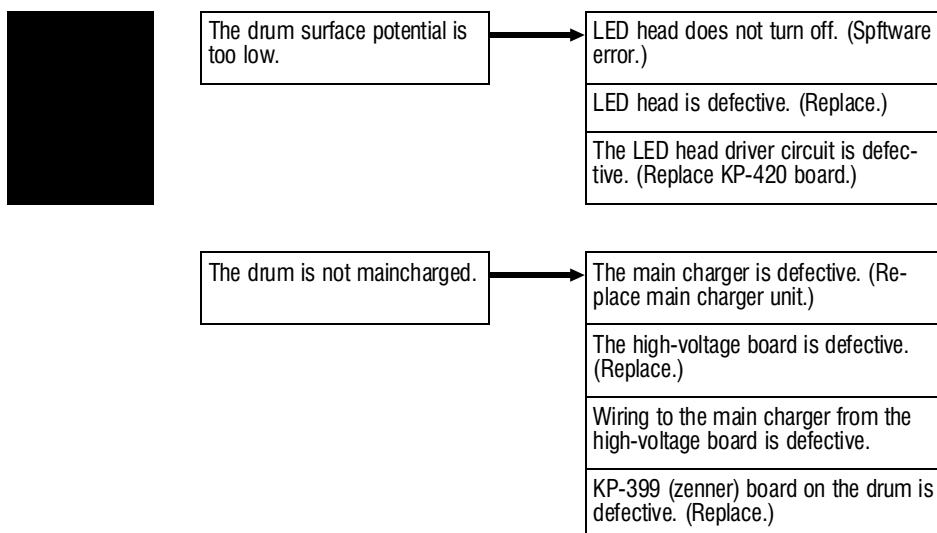 The drum surface potential is
too low.
LED head does not turn off. (Spftware
error.)
LED head is defective. (Replace.)
The LED head driver circuit is defec-
tive. (Replace KP-420 board.)
The drum is not maincharged.
The main charger is defective. (Re-
place main charger unit.)
The high-voltage board is defective.
(Replace.)
Wiring to the main charger from the
high-voltage board is defective.
KP-399 (zenner) board on the drum is
defective. (Replace.)